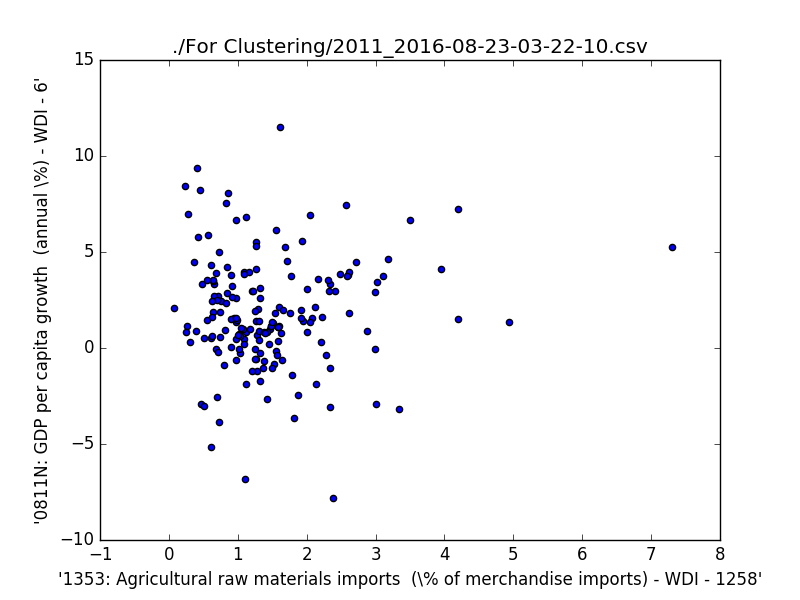 ./For Clustering/2011_2016-08-23-03-22-10.csv
'0811N: GDP per capita growth  (annual \%) - WDI - 6'
15
10
5
0
−5
−10
−1 0 1 2 3 4 5 6 7 8
'1353: Agricultural raw materials imports  (\% of merchandise imports) - WDI - 1258'